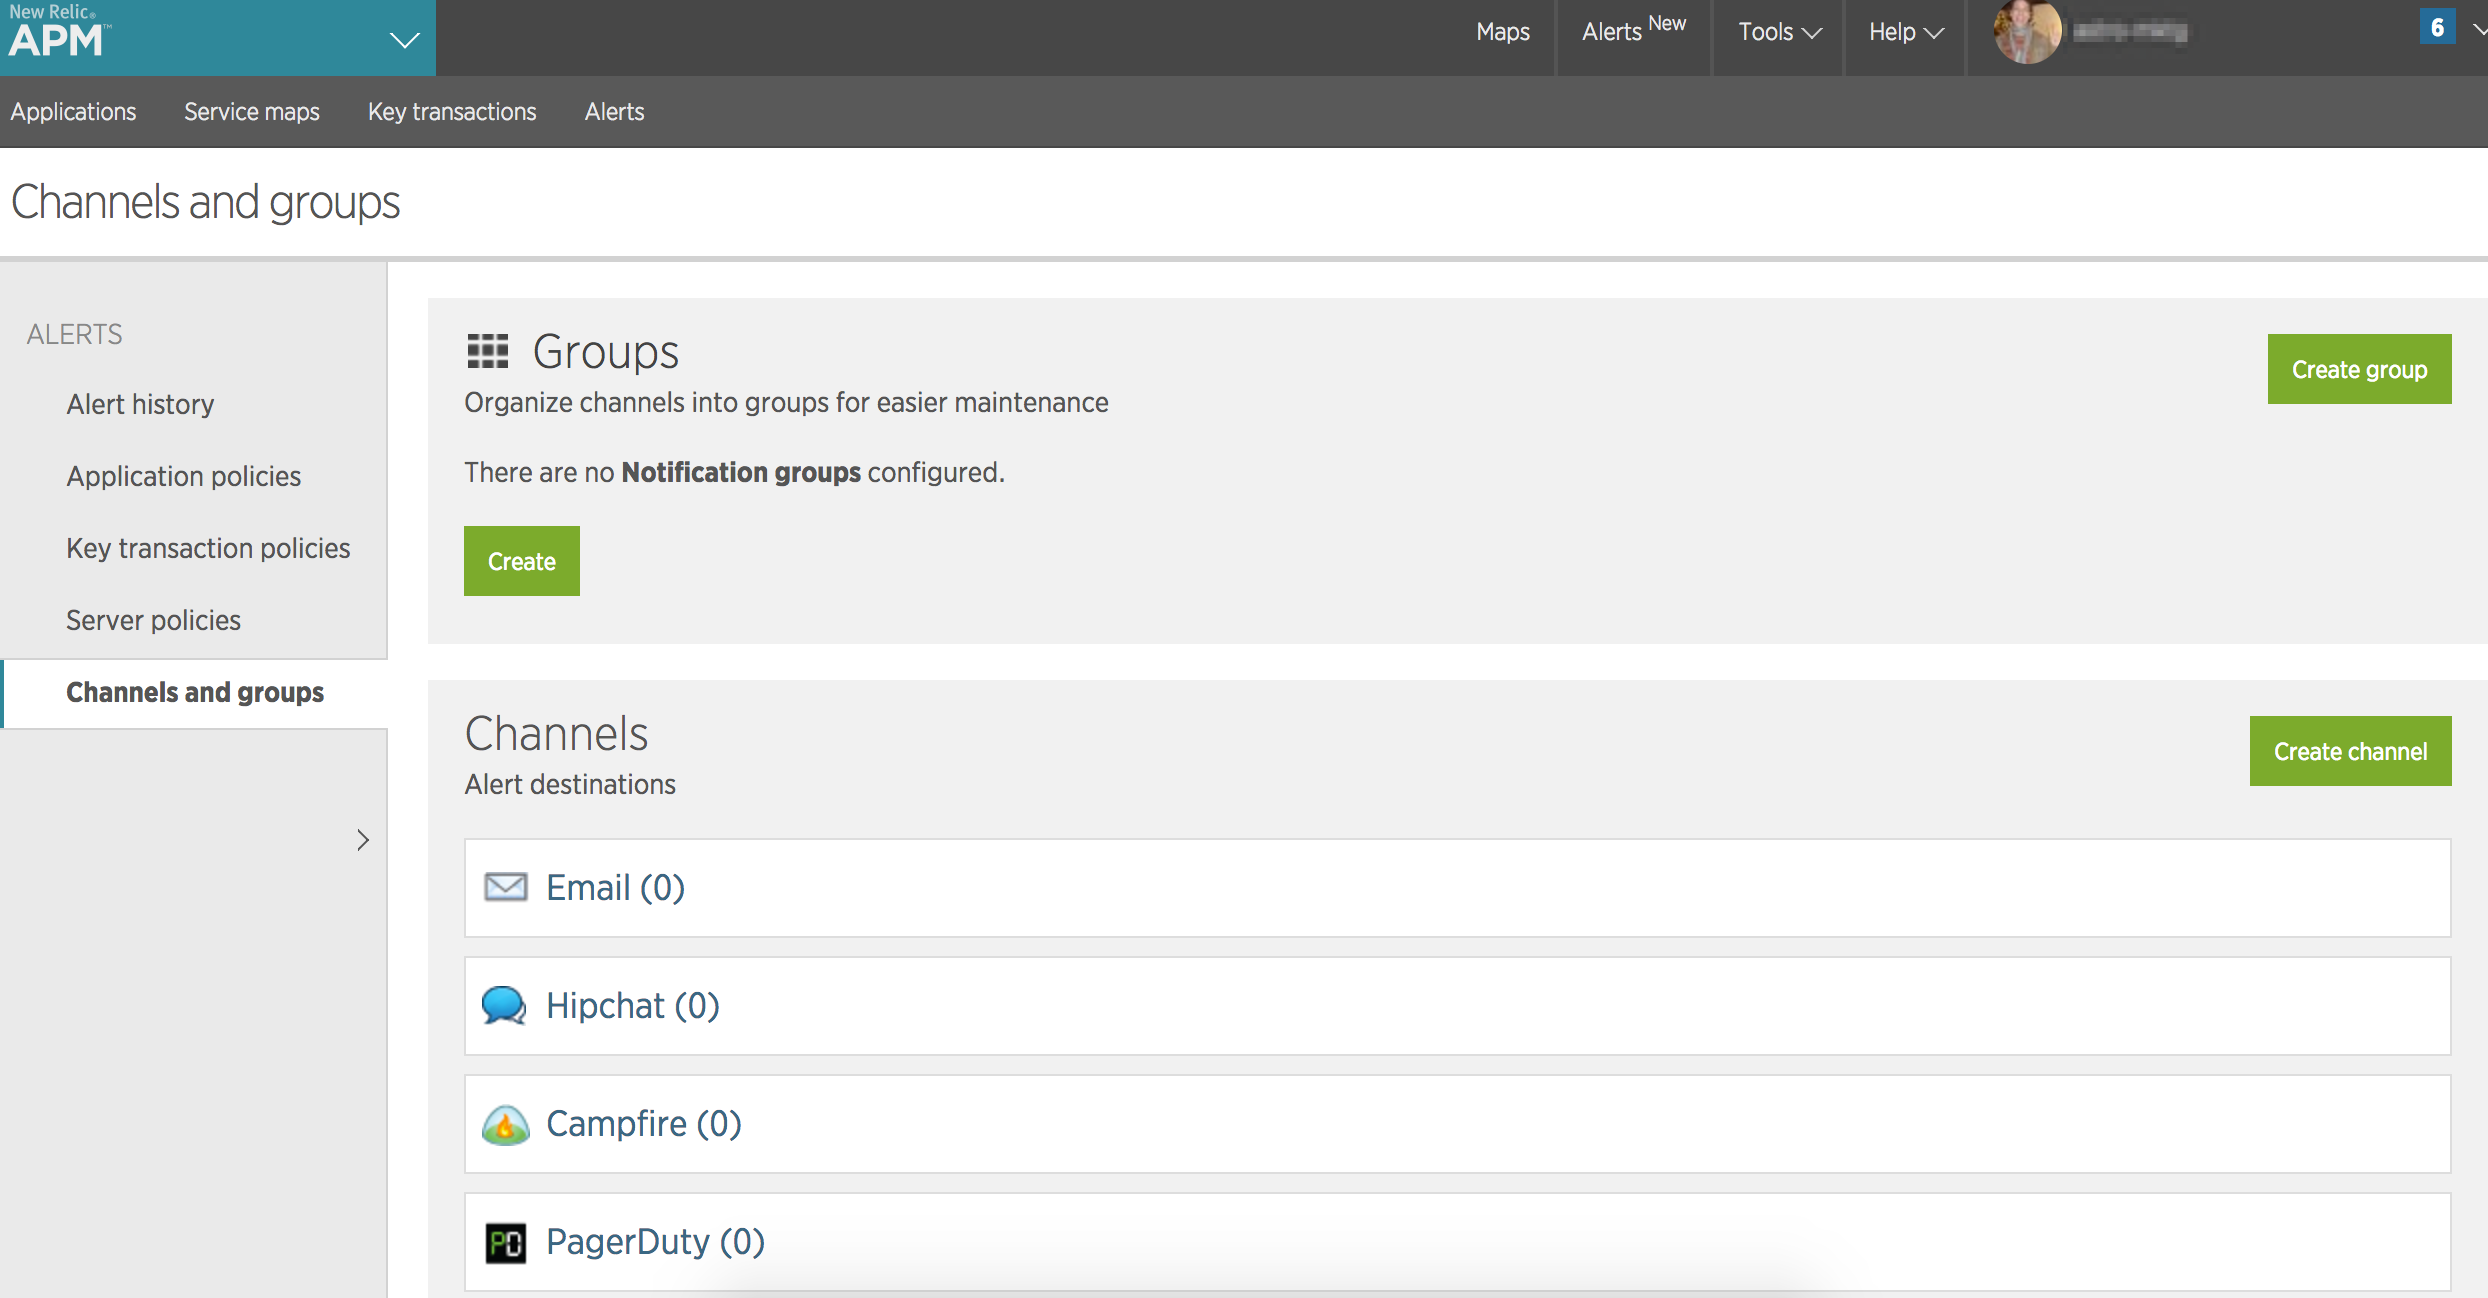 New Relic®
APM™
Maps
Alerts New
Tools
Help
6
Applications
Service maps
Key transactions
Alerts
Channels and groups
ALERTS
Alert history
Application policies
Key transaction policies
Server policies
Channels and groups
Groups
Create group
Organize channels into groups for easier maintenance
There are no Notification groups configured.
Create
Channels
Create channel
Alert destinations
Email (0)
Hipchat (0)
Campfire (0)
PD
PagerDuty (0)